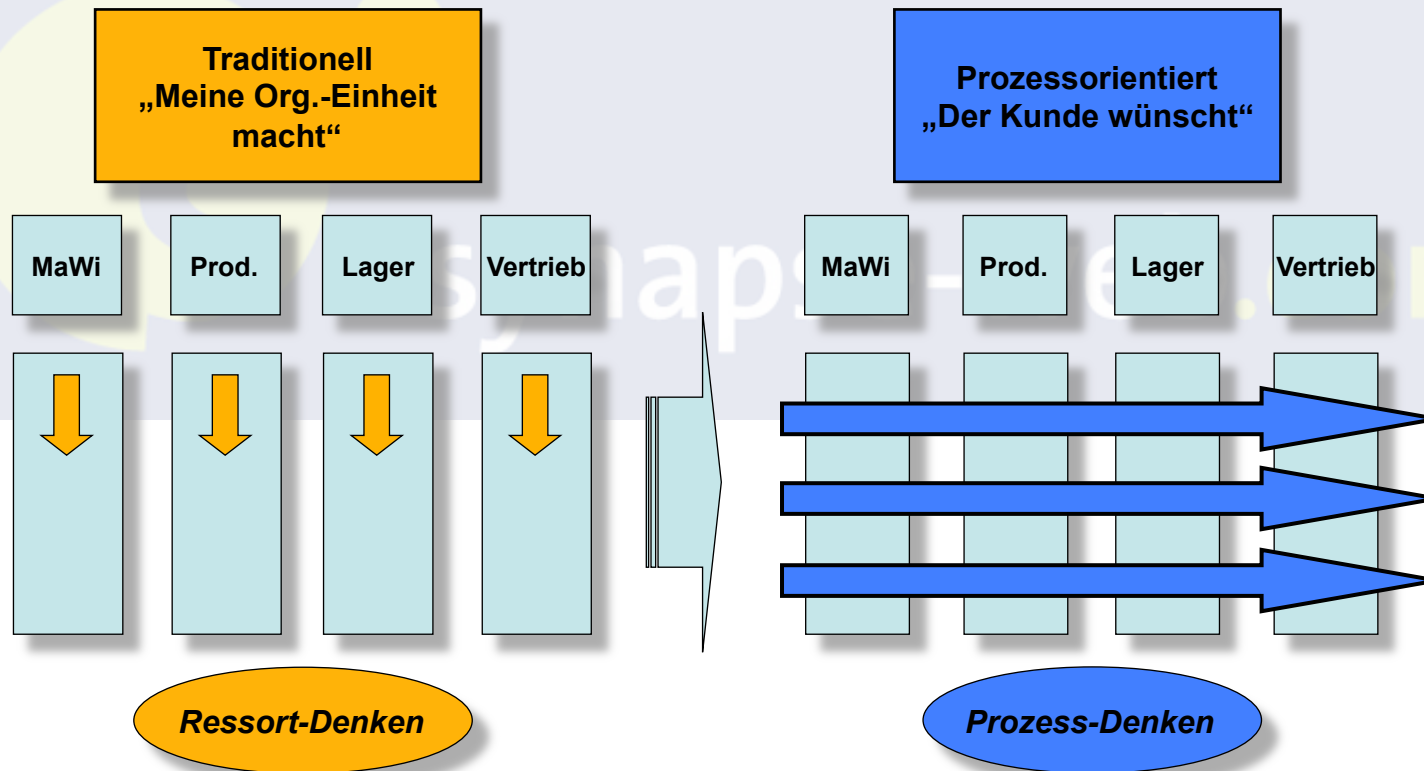 Traditionell
„Meine Org.-Einheit
macht“
Prozessorientiert
„Der Kunde wünscht“
MaWi
Prod.
Lager
Vertrieb
MaWi
Prod.
Lager
Vertrieb
Ressort-Denken
Prozess-Denken